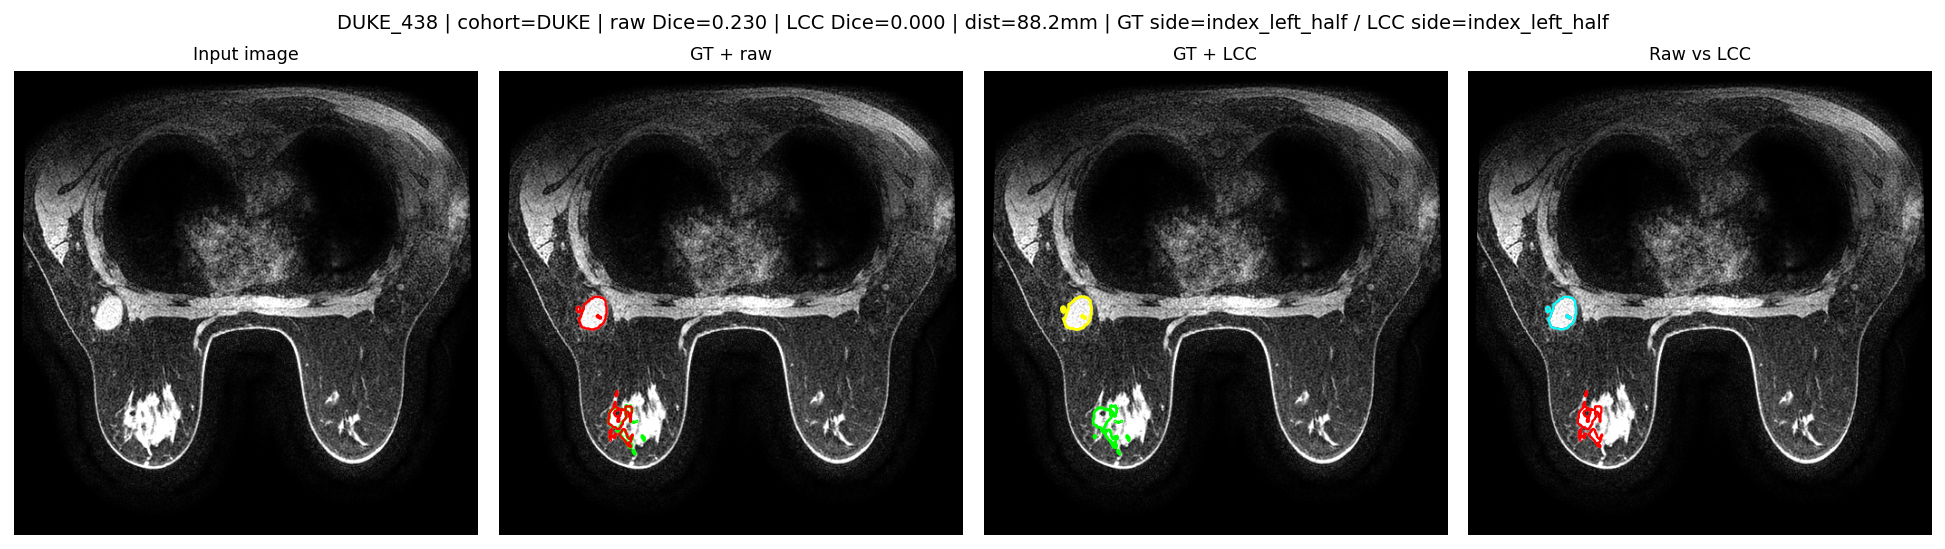 DUKE_438 | cohort=DUKE | raw Dice=0.230 | LCC Dice=0.000 | dist=88.2mm | GT side=index_left_half / LCC side=index_left_half
Input image
GT + raw
GT + LCC
Raw vs LCC